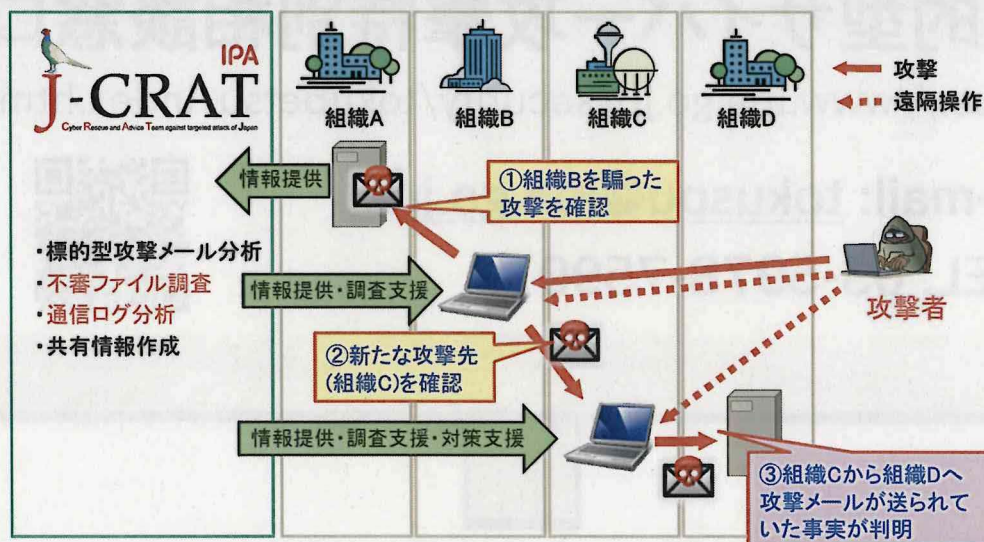 IPA
J-CRAT
Cyber Rescue and Advice Team against targeted attack of Japan
組織A
組織B
組織C
組織D
攻撃
遠隔操作
情報提供
①組織Bを騙った
攻撃を確認
・標的型攻撃メール分析
・不審ファイル調査
・通信ログ分析
・共有情報作成
情報提供・調査支援
攻撃者
②新たな攻撃先
(組織C)を確認
情報提供・調査支援・対策支援
③組織Cから組織Dへ
攻撃メールが送られて
いた事実が判明